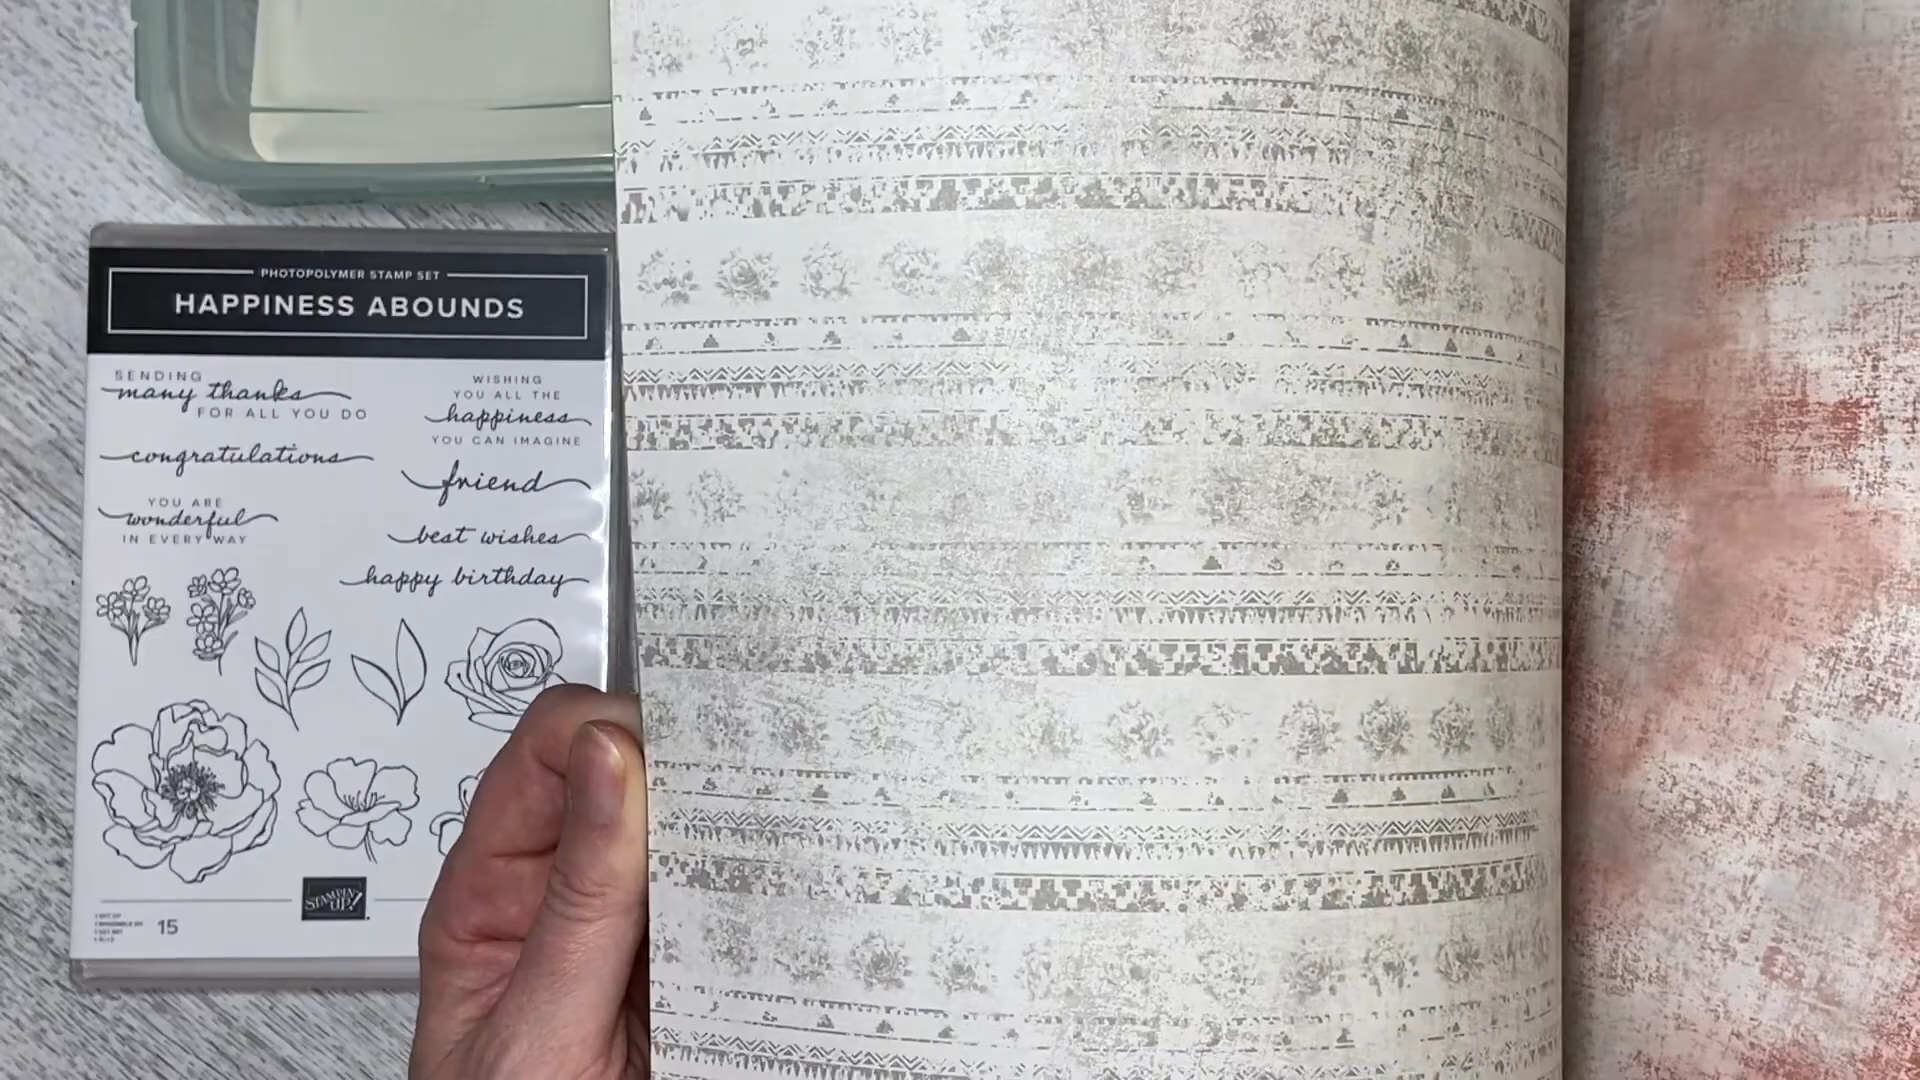 PHOTOPOLYMER STAMP SET
HAPPINESS ABOUNDS
SENDING
many thanks
FOR ALL YOU DO
WISHING
YOU ALL THE
happiness
YOU CAN IMAGINE
congratulations
friend
YOU ARE
wonderful
IN EVERY WAY
best wishes
happy birthday
STAMPIN' UP!
15